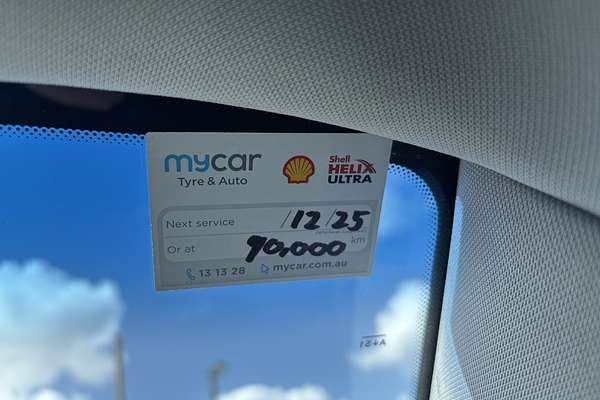 mycar
Tyre & Auto
Shell
HELIX
ULTRA
Next service /12/25
Or at 90,000 km
13 13 28 mycar.com.au